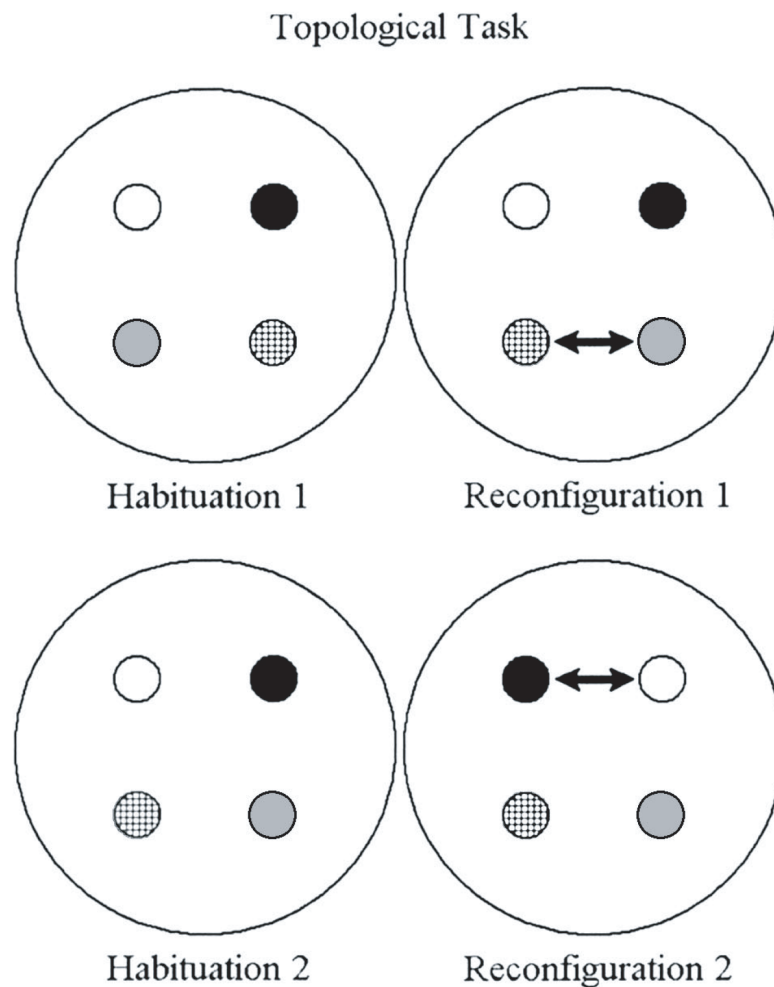 Topological Task
Habituation 1
Reconfiguration 1
Habituation 2
Reconfiguration 2